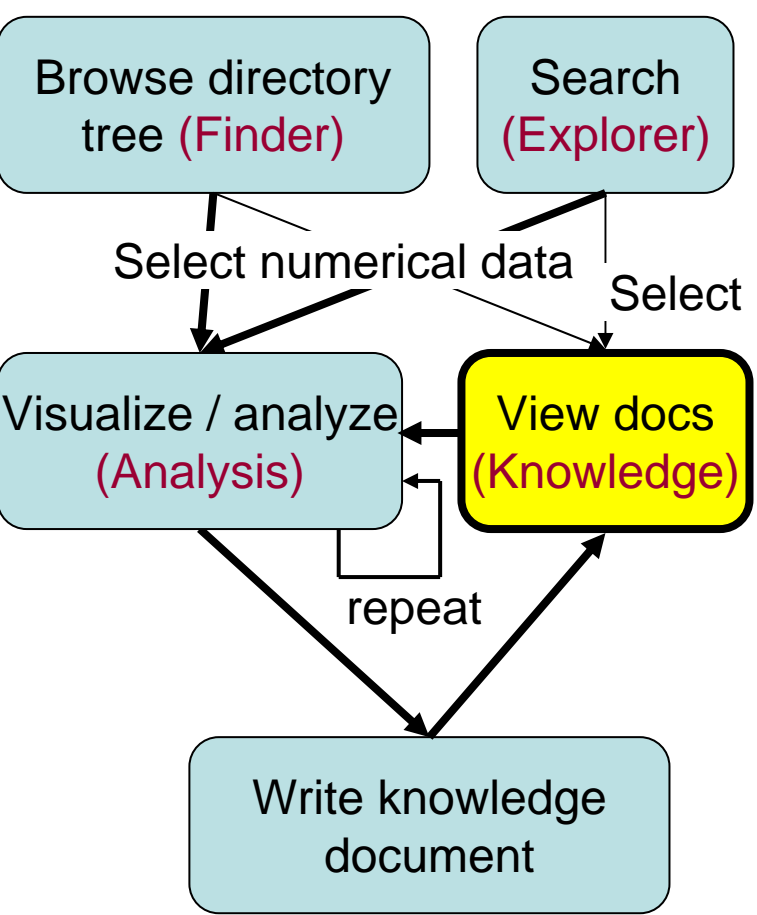 Browse directory
tree (Finder)
Search
(Explorer)
Select numerical data
Select
Visualize / analyze
(Analysis)
View docs
(Knowledge)
repeat
Write knowledge
document